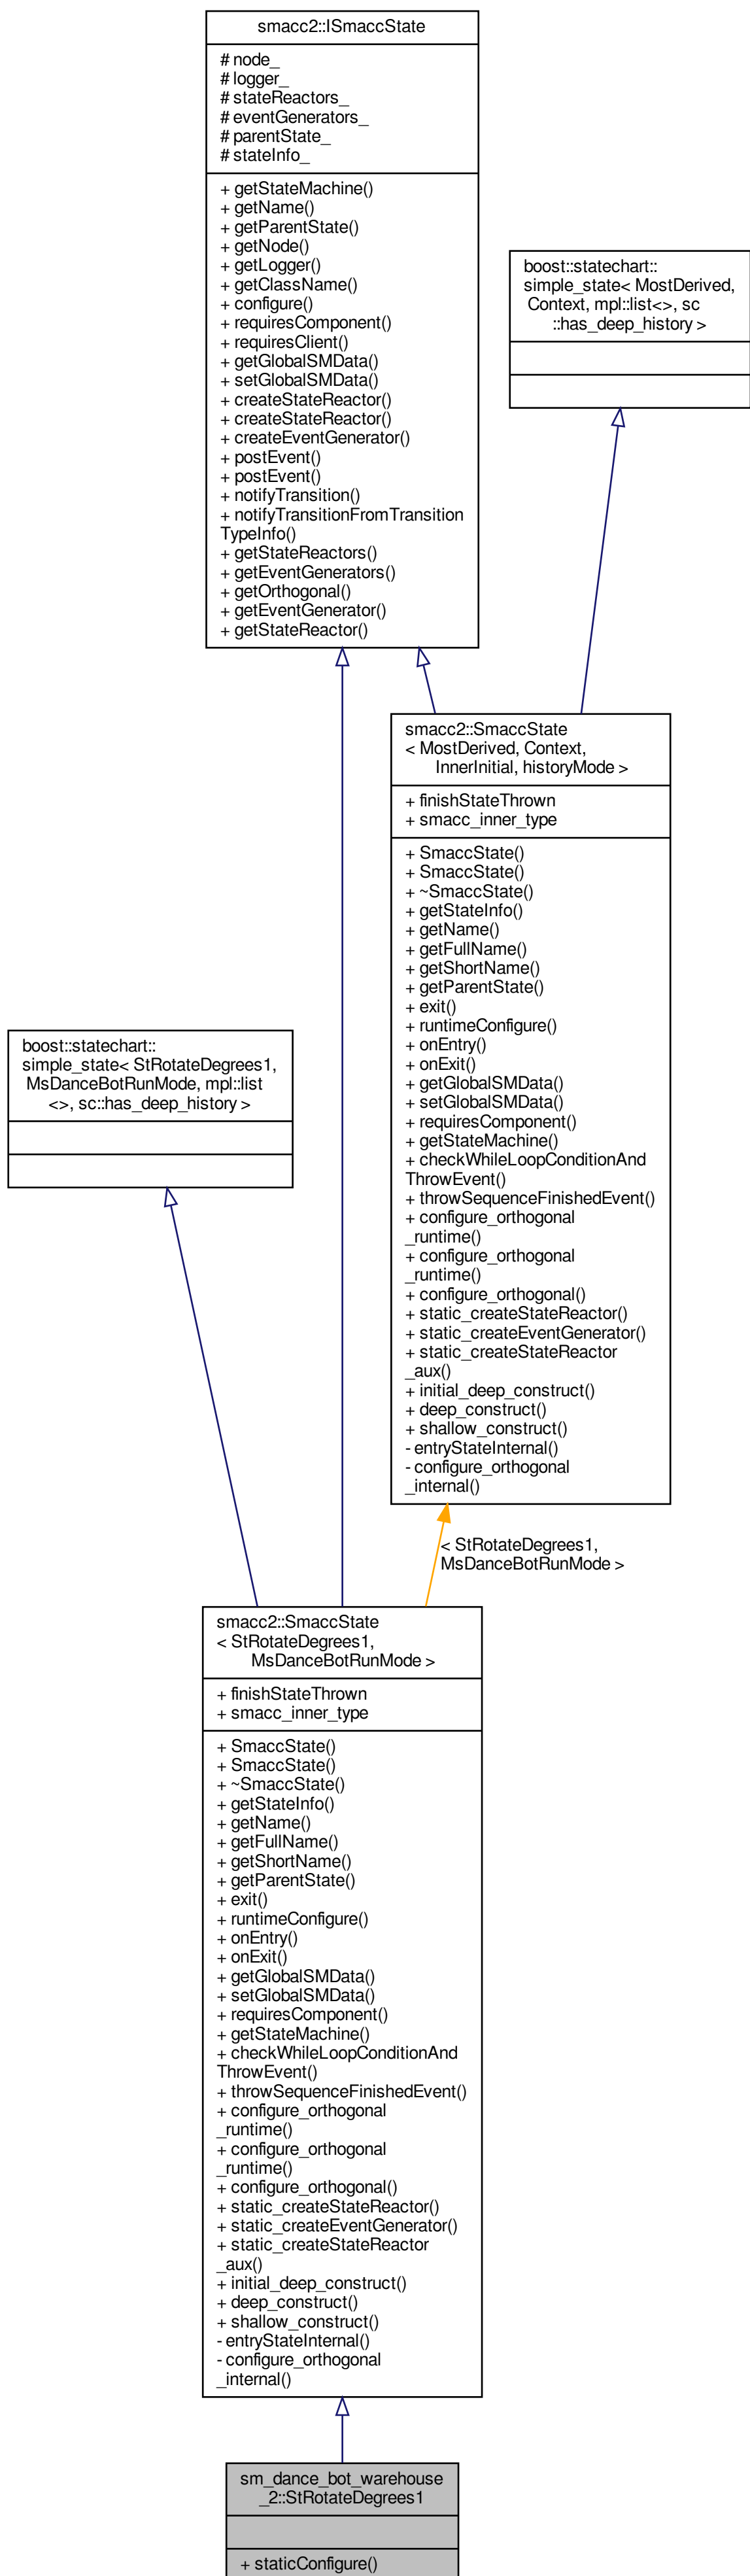 smacc2::ISmaccState
# node_
# logger_
# stateReactors_
# eventGenerators_
# parentState_
# stateInfo_
+ getStateMachine()
+ getName()
+ getParentState()
+ getNode()
+ getLogger()
+ getClassName()
+ configure()
+ requiresComponent()
+ requiresClient()
+ getGlobalSMData()
+ setGlobalSMData()
+ createStateReactor()
+ createStateReactor()
+ createEventGenerator()
+ postEvent()
+ postEvent()
+ notifyTransition()
+ notifyTransitionFromTransition
TypeInfo()
+ getStateReactors()
+ getEventGenerators()
+ getOrthogonal()
+ getEventGenerator()
+ getStateReactor()
boost::statechart::
simple_state< MostDerived,
Context, mpl::list<>, sc
::has_deep_history >
smacc2::SmaccState
< MostDerived, Context,
InnerInitial, historyMode >
+ finishStateThrown
+ smacc_inner_type
+ SmaccState()
+ SmaccState()
+ ~SmaccState()
+ getStateInfo()
+ getName()
+ getFullName()
+ getShortName()
+ getParentState()
+ exit()
+ runtimeConfigure()
+ onEntry()
+ onExit()
+ getGlobalSMData()
+ setGlobalSMData()
+ requiresComponent()
+ getStateMachine()
+ checkWhileLoopConditionAnd
ThrowEvent()
+ throwSequenceFinishedEvent()
+ configure_orthogonal
_runtime()
+ configure_orthogonal
_runtime()
+ configure_orthogonal()
+ static_createStateReactor()
+ static_createEventGenerator()
+ static_createStateReactor
_aux()
+ initial_deep_construct()
+ deep_construct()
+ shallow_construct()
- entryStateInternal()
- configure_orthogonal
_internal()
boost::statechart::
simple_state< StRotateDegrees1,
MsDanceBotRunMode, mpl::list
<>, sc::has_deep_history >
< StRotateDegrees1,
MsDanceBotRunMode >
smacc2::SmaccState
< StRotateDegrees1,
MsDanceBotRunMode >
+ finishStateThrown
+ smacc_inner_type
+ SmaccState()
+ SmaccState()
+ ~SmaccState()
+ getStateInfo()
+ getName()
+ getFullName()
+ getShortName()
+ getParentState()
+ exit()
+ runtimeConfigure()
+ onEntry()
+ onExit()
+ getGlobalSMData()
+ setGlobalSMData()
+ requiresComponent()
+ getStateMachine()
+ checkWhileLoopConditionAnd
ThrowEvent()
+ throwSequenceFinishedEvent()
+ configure_orthogonal
_runtime()
+ configure_orthogonal
_runtime()
+ configure_orthogonal()
+ static_createStateReactor()
+ static_createEventGenerator()
+ static_createStateReactor
_aux()
+ initial_deep_construct()
+ deep_construct()
+ shallow_construct()
- entryStateInternal()
- configure_orthogonal
_internal()
sm_dance_bot_warehouse
_2::StRotateDegrees1
+ staticConfigure()